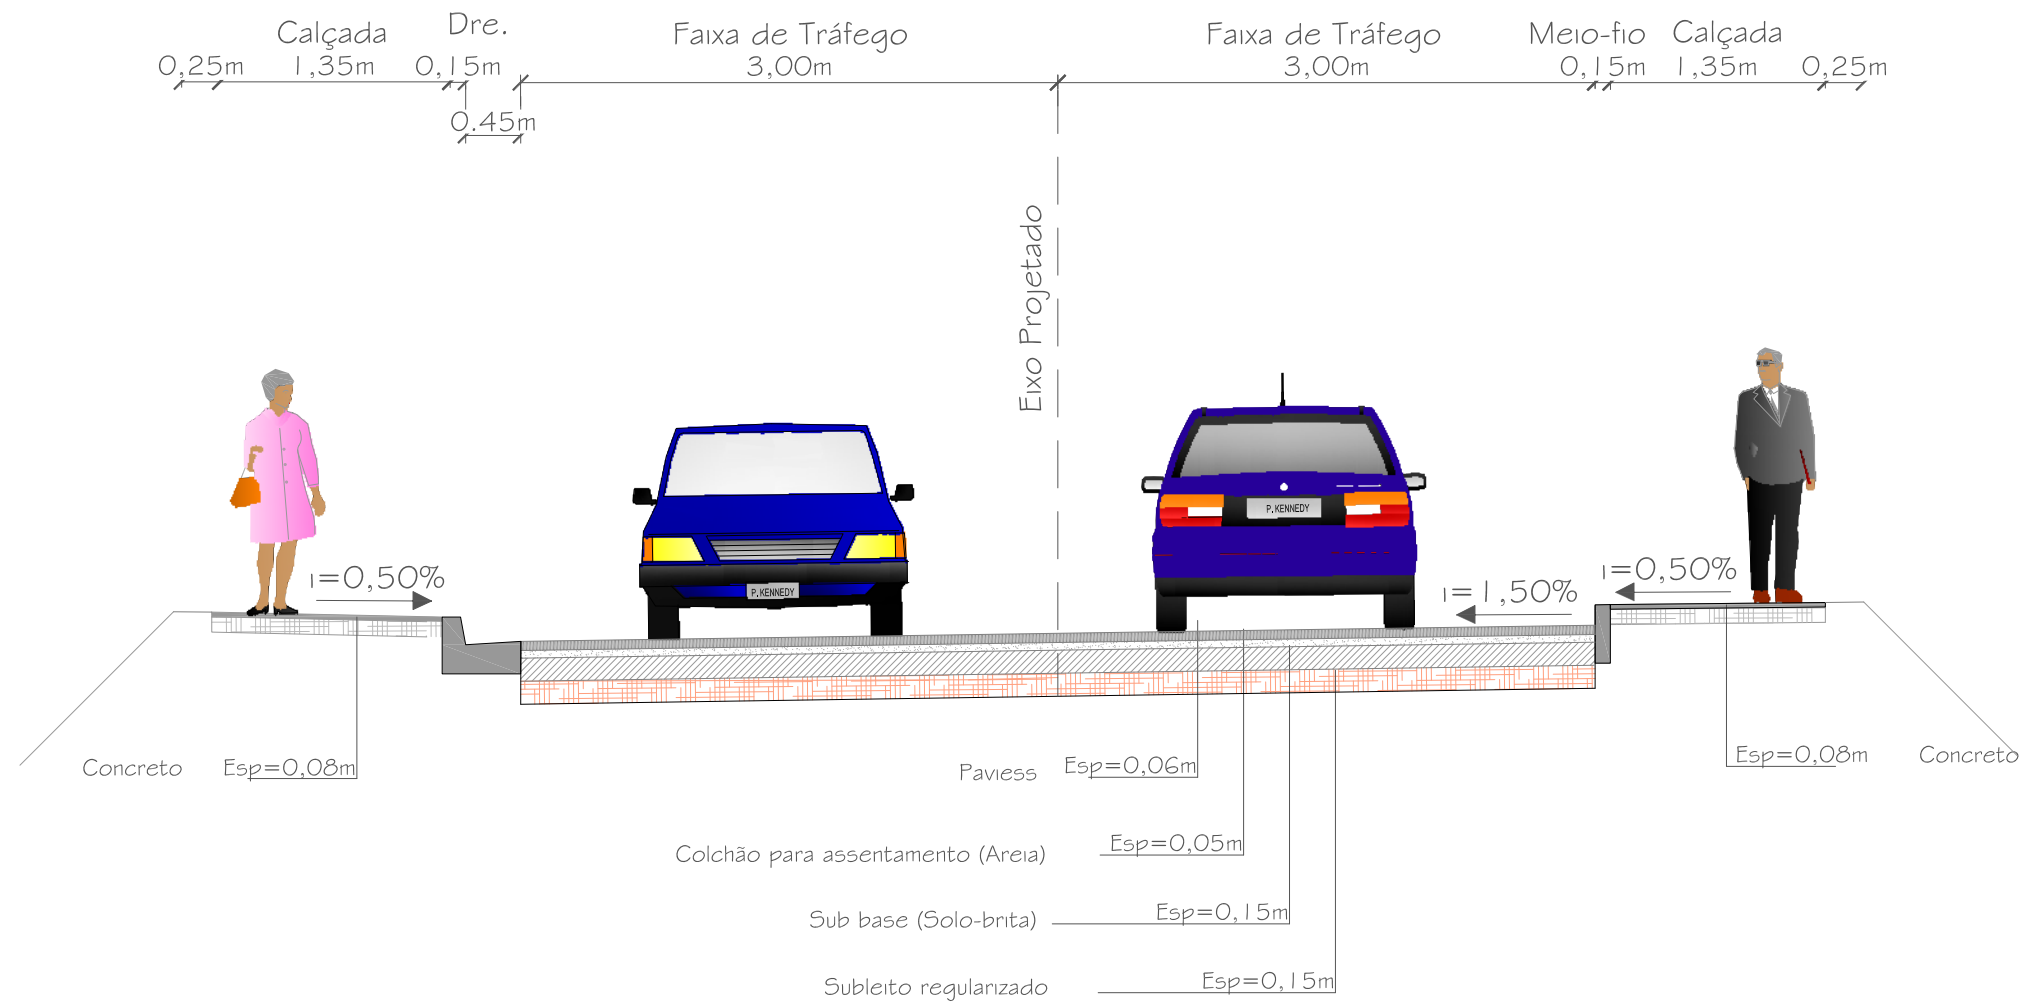 Calçada Dre. Faixa de Tráfego Faixa de Tráfego Meio-fio Calçada
0,25m 1,35m 0,15m 3,00m 3,00m 0,15m 1,35m 0,25m
0.45m
Eixo Projetado
P.KENNEDY
P.KENNEDY
i=0,50%
i=1,50%
i=0,50%
Concreto Esp=0,08m
Paviess Esp=0,06m
Esp=0,08m Concreto
Colchão para assentamento (Areia) Esp=0,05m
Sub base (Solo-brita) Esp=0,15m
Subleito regularizado Esp=0,15m